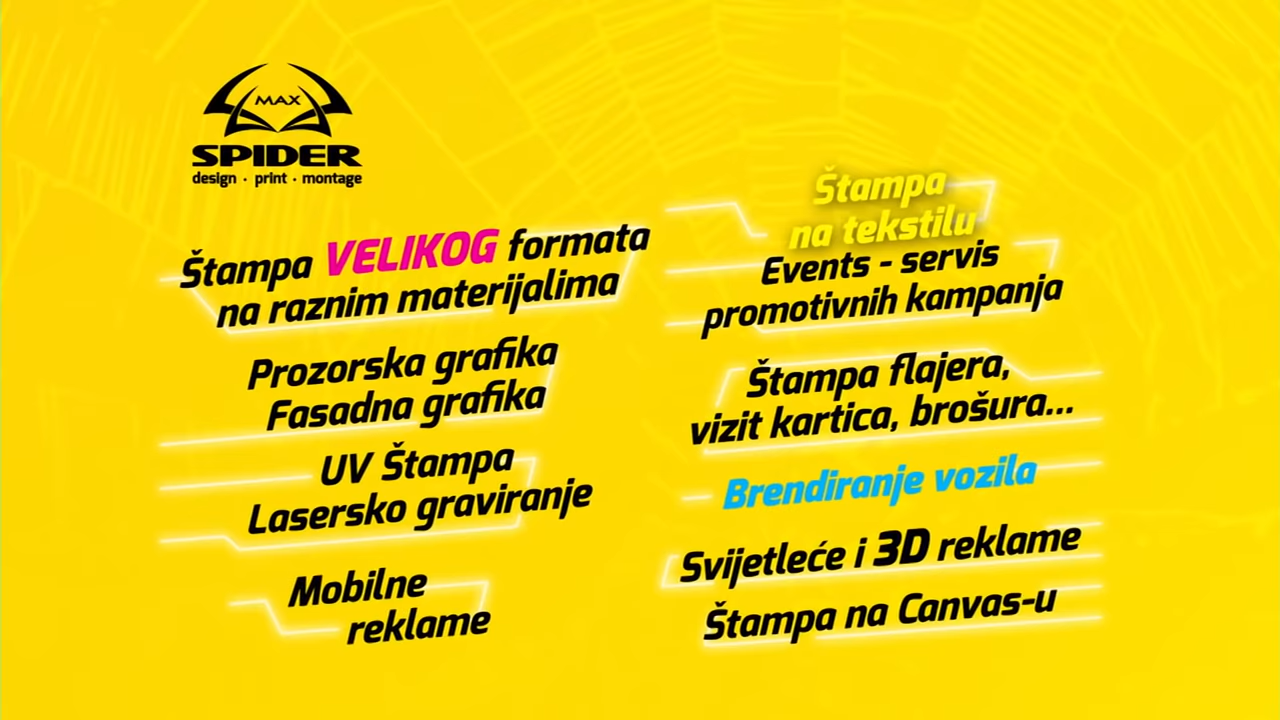 MAX
SPIDER
design · print · montage
Štampa VELIKOG formata
na raznim materijalima
Prozorska grafika
Fasadna grafika
UV Štampa
Lasersko graviranje
Mobilne
reklame
Štampa
na tekstilu
Events - servis
promotivnih kampanja
Štampa flajera,
vizit kartica, brošura...
Brendiranje vozila
Svijetleće i 3D reklame
Štampa na Canvas-u